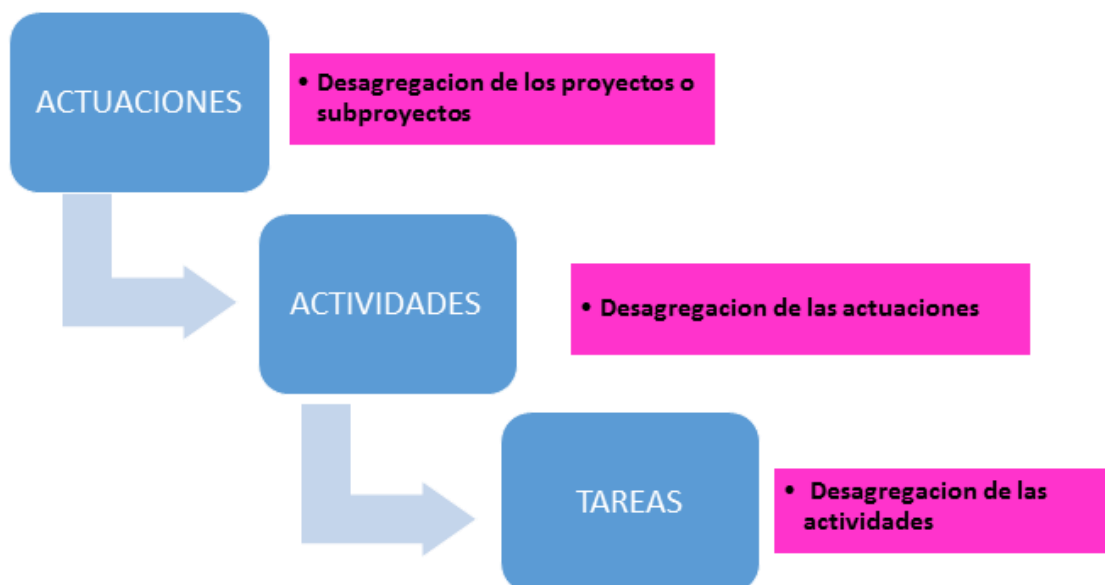 ACTUACIONES
• Desagregacion de los proyectos o
subproyectos
ACTIVIDADES
• Desagregacion de las actuaciones
TAREAS
• Desagregacion de las
actividades